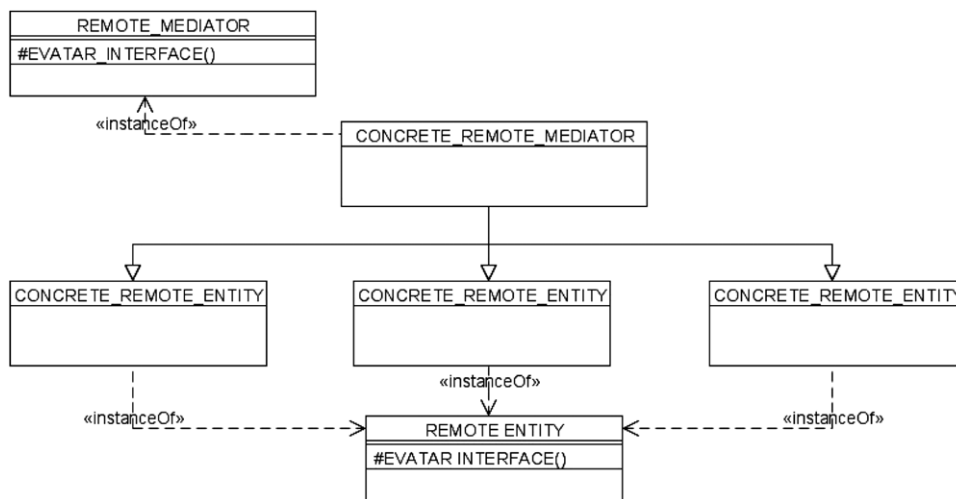 REMOTE_MEDIATOR
#EVATAR_INTERFACE()
«instanceOf»
CONCRETE_REMOTE_MEDIATOR
CONCRETE_REMOTE_ENTITY
CONCRETE_REMOTE_ENTITY
CONCRETE_REMOTE_ENTITY
«instanceOf»
«instanceOf»
«instanceOf»
REMOTE ENTITY
#EVATAR INTERFACE()